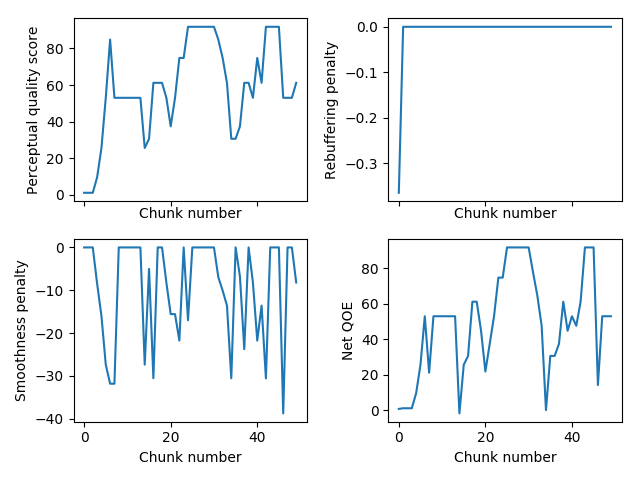 Perceptual quality score
80
60
40
20
0
Chunk number
Rebuffering penalty
0.0
−0.1
−0.2
−0.3
Chunk number
Smoothness penalty
0
−10
−20
−30
−40
0 20 40
Chunk number
Net QOE
80
60
40
20
0
0 20 40
Chunk number